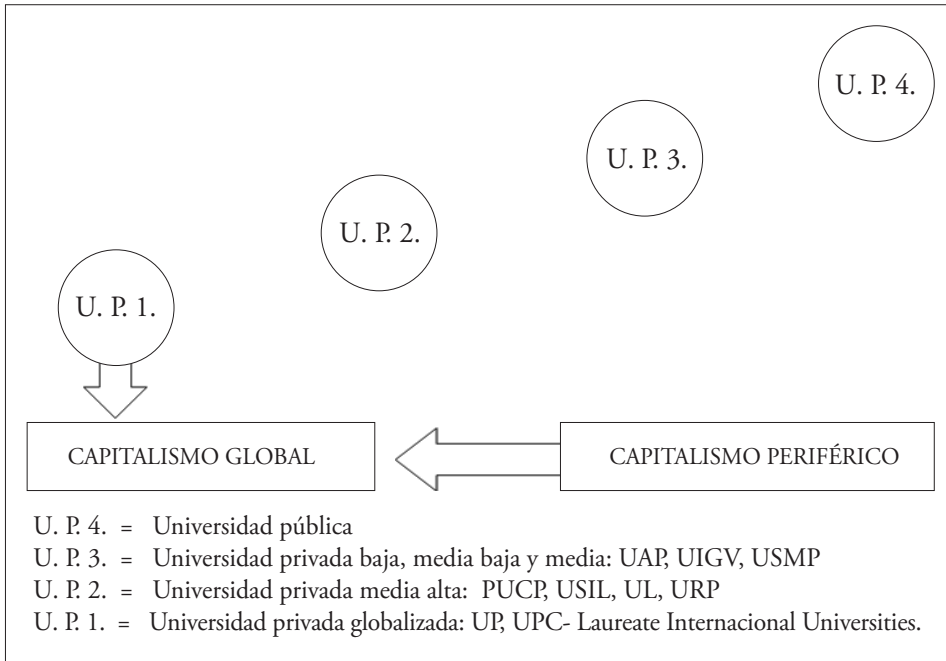 U. P. 4.
U. P. 3.
U. P. 2.
U. P. 1.
CAPITALISMO GLOBAL
CAPITALISMO PERIFÉRICO
U. P. 4. = Universidad pública
U. P. 3. = Universidad privada baja, media baja y media: UAP, UIGV, USMP
U. P. 2. = Universidad privada media alta: PUCP, USIL, UL, URP
U. P. 1. = Universidad privada globalizada: UP, UPC- Laureate Internacional Universities.